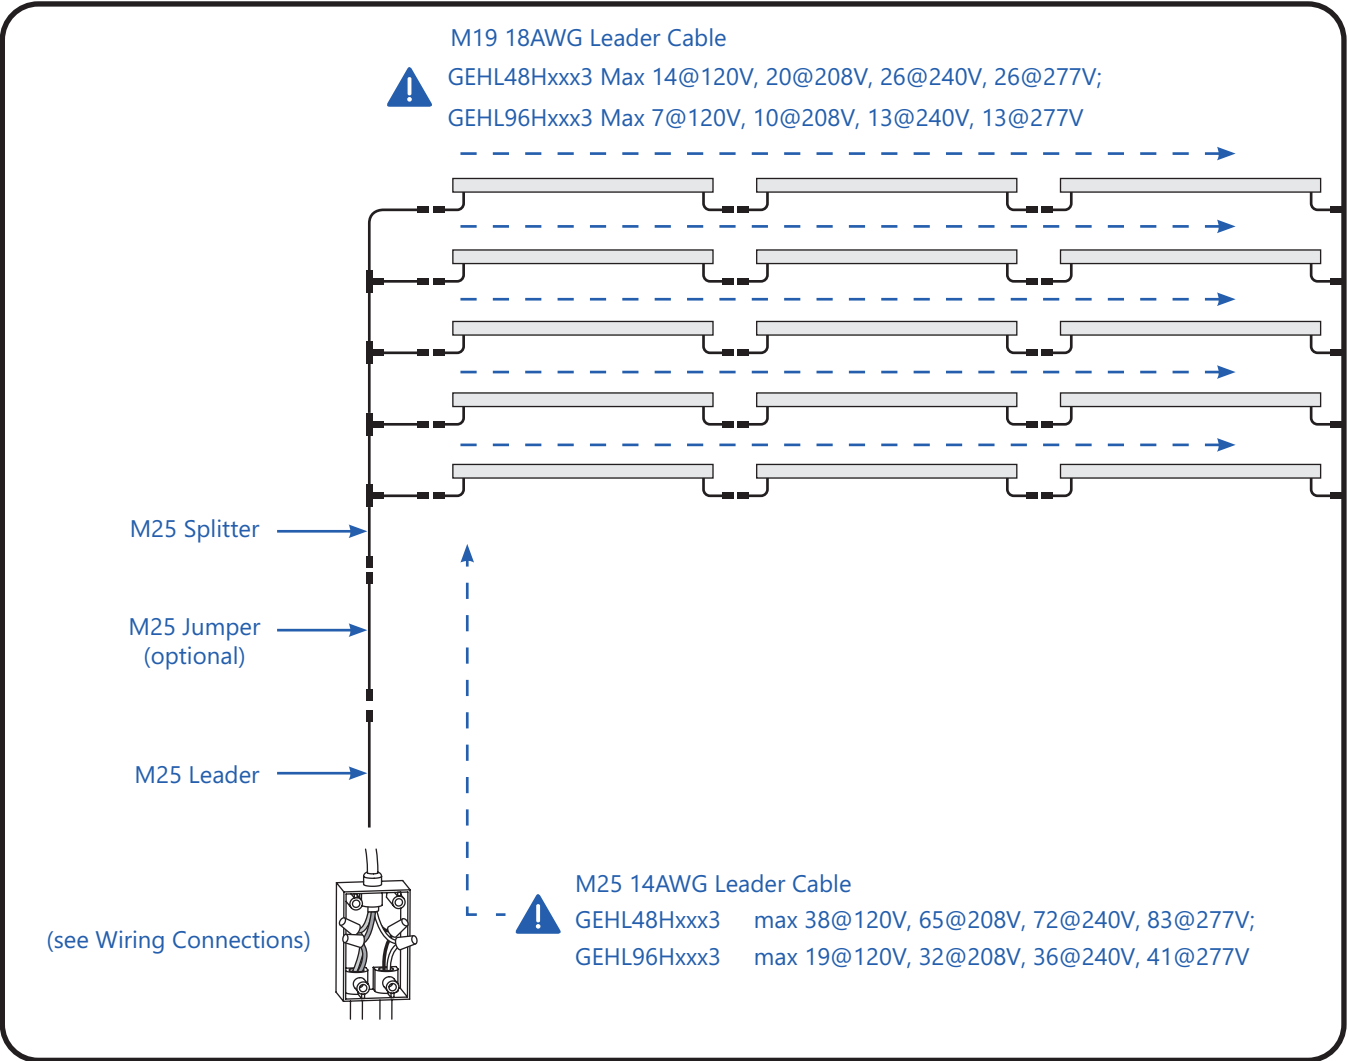 M19 18AWG Leader Cable
GEHL48Hxxx3 Max 14@120V, 20@208V, 26@240V, 26@277V;
GEHL96Hxxx3 Max 7@120V, 10@208V, 13@240V, 13@277V
M25 Splitter
M25 Jumper
(optional)
M25 Leader
(see Wiring Connections)
M25 14AWG Leader Cable
GEHL48Hxxx3 max 38@120V, 65@208V, 72@240V, 83@277V;
GEHL96Hxxx3 max 19@120V, 32@208V, 36@240V, 41@277V